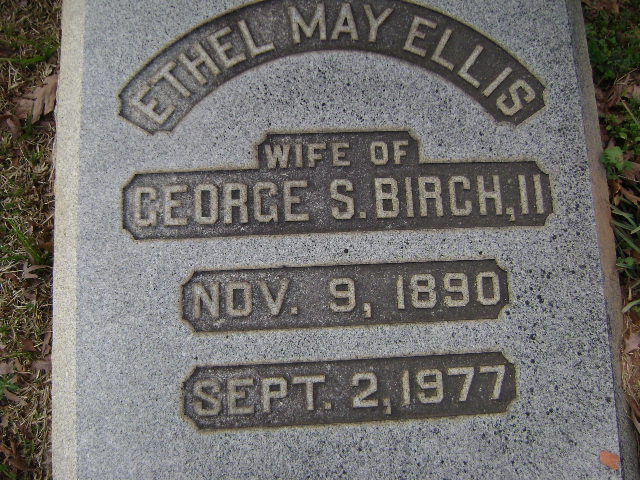 ETHEL MAY ELLIS
WIFE OF
GEORGE S. BIRCH, II
NOV. 9, 1890
SEPT. 2, 1977